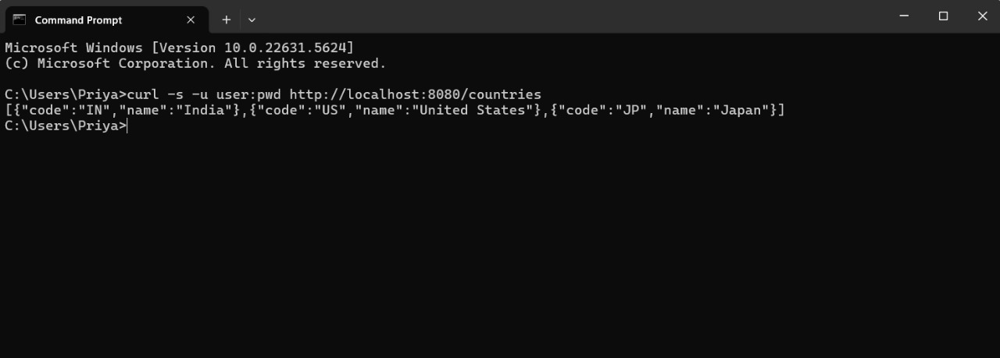 Command Prompt
Microsoft Windows [Version 10.0.22631.5624]
(c) Microsoft Corporation. All rights reserved.
C:\Users\Priya>curl -s -u user:pwd http://localhost:8080/countries
[{"code":"IN","name":"India"},{"code":"US","name":"United States"},{"code":"JP","name":"Japan"}]
C:\Users\Priya>